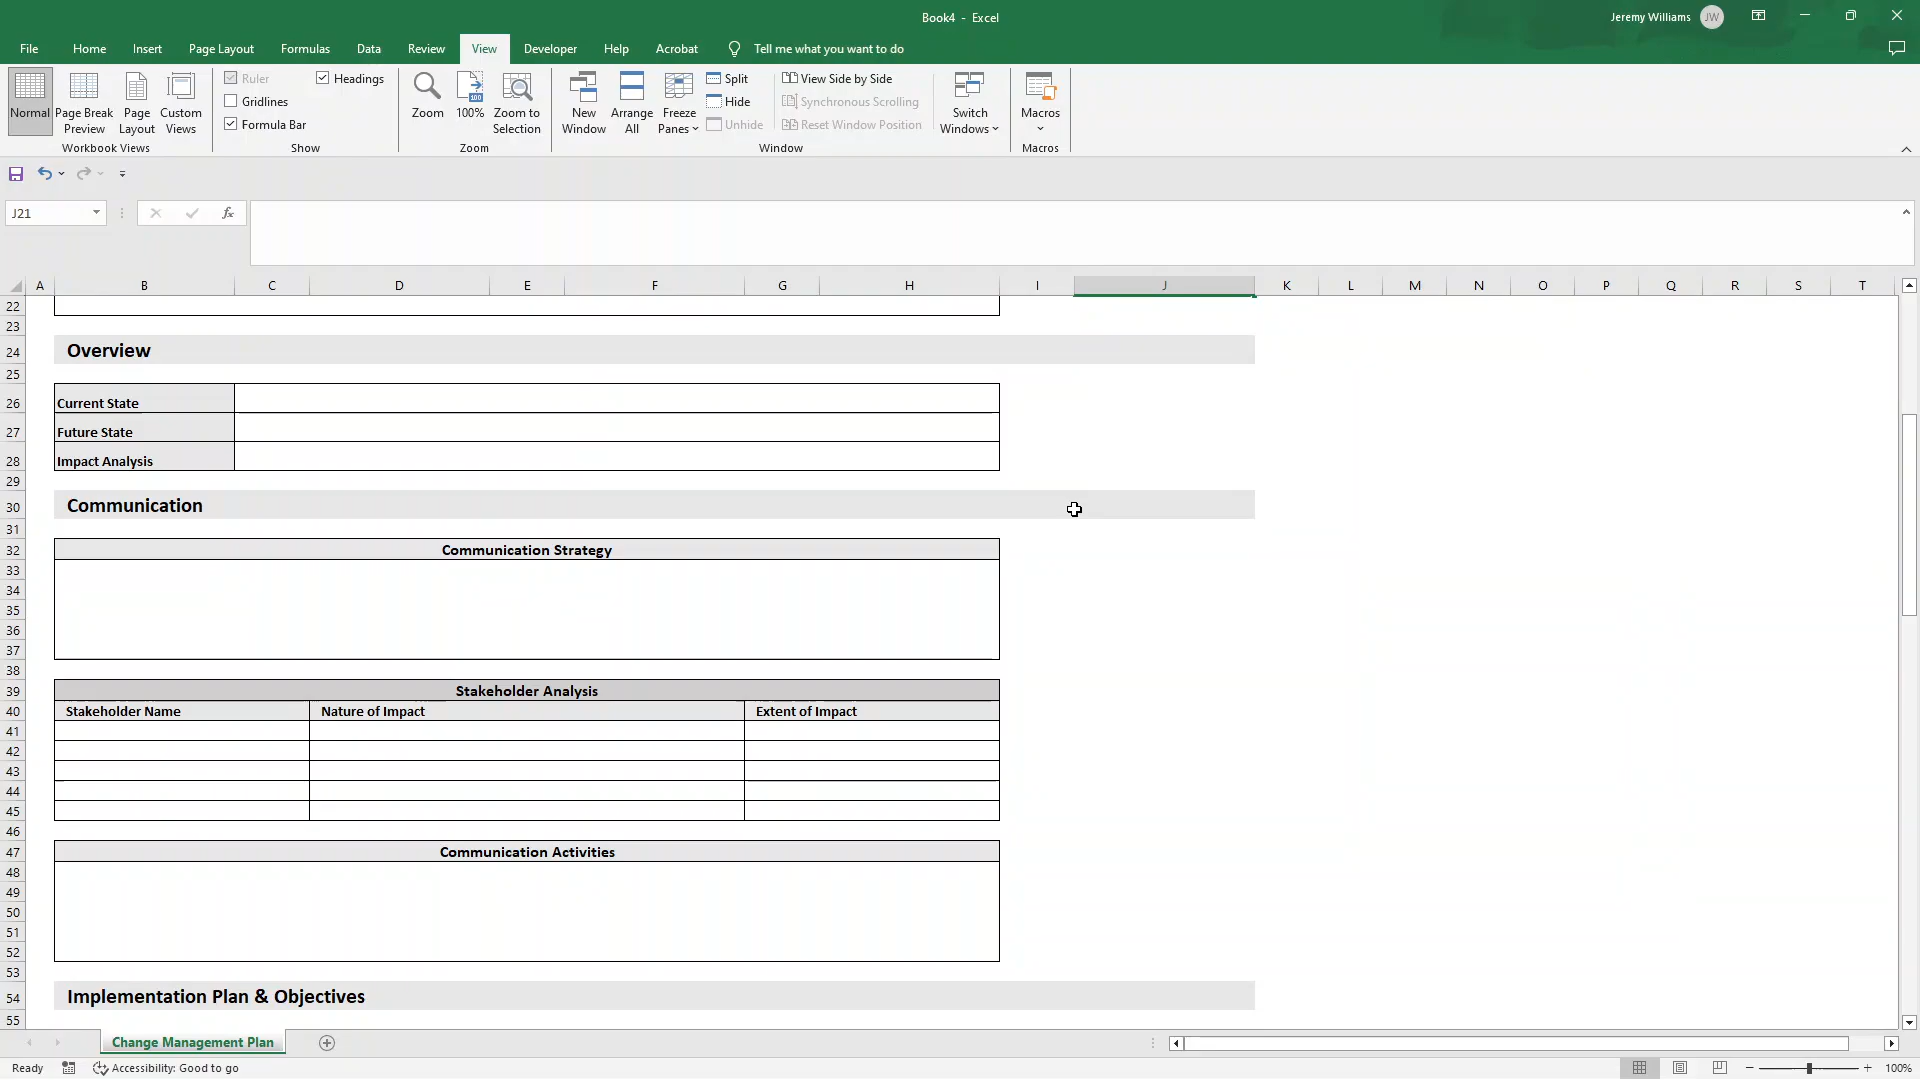 Book4 - Excel
Jeremy Williams JW
File Home Insert Page Layout Formulas Data Review View Developer Help Acrobat Tell me what you want to do
Normal
Page Break Preview
Page Layout
Custom Views
Workbook Views
Ruler
Headings
Gridlines
Formula Bar
Show
Zoom
100%
Zoom to Selection
Zoom
New Window
Arrange All
Freeze Panes
Split
Hide
Unhide
View Side by Side
Synchronous Scrolling
Reset Window Position
Window
Switch Windows
Macros
Macros
J21
fx
A B C D E F G H I J K L M N O P Q R S T
22
23
24 Overview
25
26 Current State
27 Future State
28 Impact Analysis
29
30 Communication
31
32 Communication Strategy
33
34
35
36
37
38
39 Stakeholder Analysis
40 Stakeholder Name Nature of Impact Extent of Impact
41
42
43
44
45
46
47 Communication Activities
48
49
50
51
52
53
54 Implementation Plan & Objectives
55
Change Management Plan
Ready Accessibility: Good to go 100%